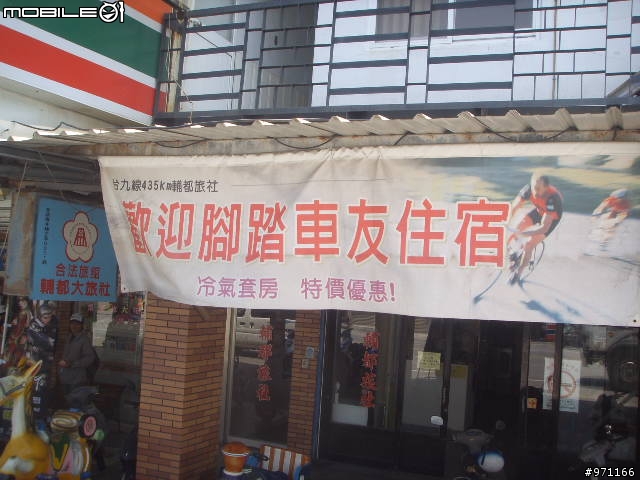 MOBILE01
台九線435km輔都旅社
歡迎腳踏車友住宿
冷氣套房 特價優惠!
合法旅館
輔都大旅社
#971166